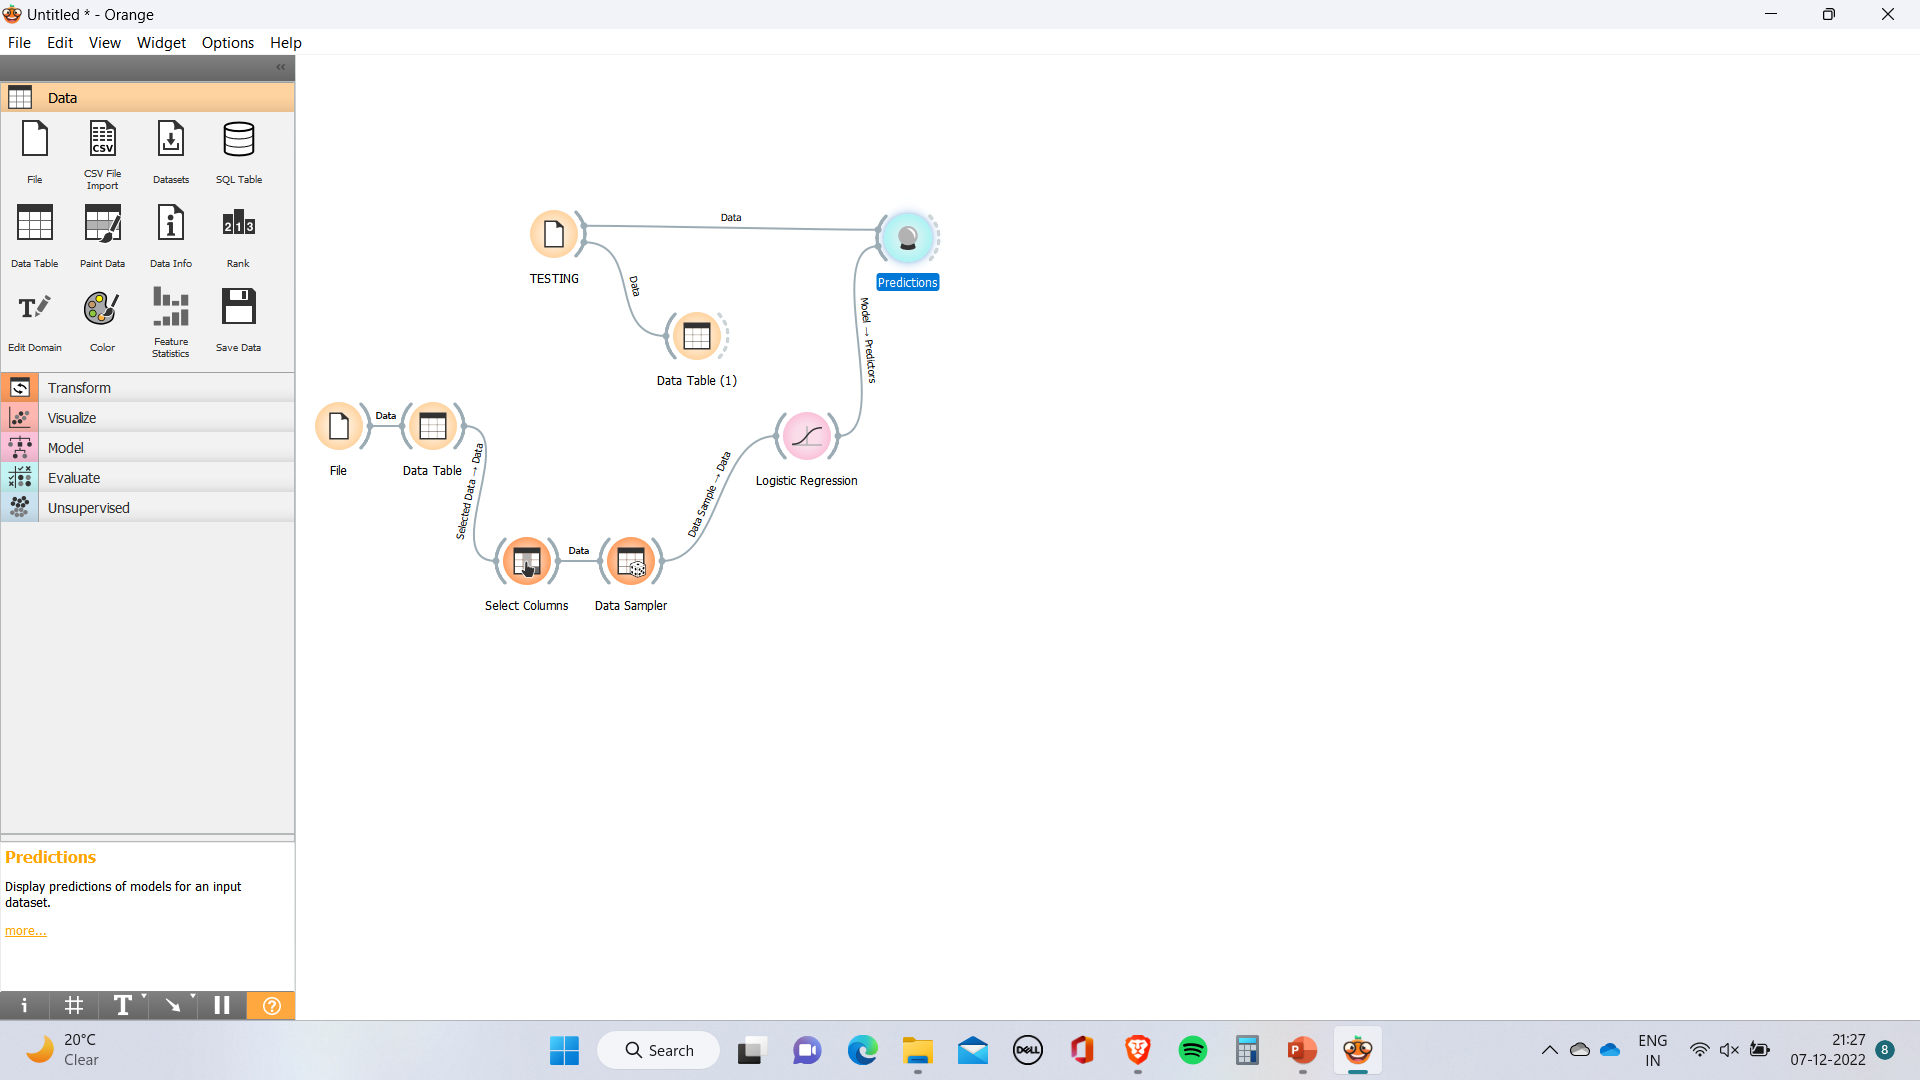 Untitled * - Orange
File Edit View Widget Options Help
Data
File
CSV File
Import
Datasets
SQL Table
Data Table
Paint Data
Data Info
Rank
Edit Domain
Color
Feature
Statistics
Save Data
Transform
Visualize
Model
Evaluate
Unsupervised
Data
TESTING
Predictions
Data
Data Table (1)
Model → Predictors
File
Data
Data Table
Selected Data → Data
Data Sample → Data
Logistic Regression
Data
Select Columns
Data Sampler
Predictions
Display predictions of models for an input
dataset.
more...
20°C
Clear
Search
DELL
ENG
IN
21:27
07-12-2022
8